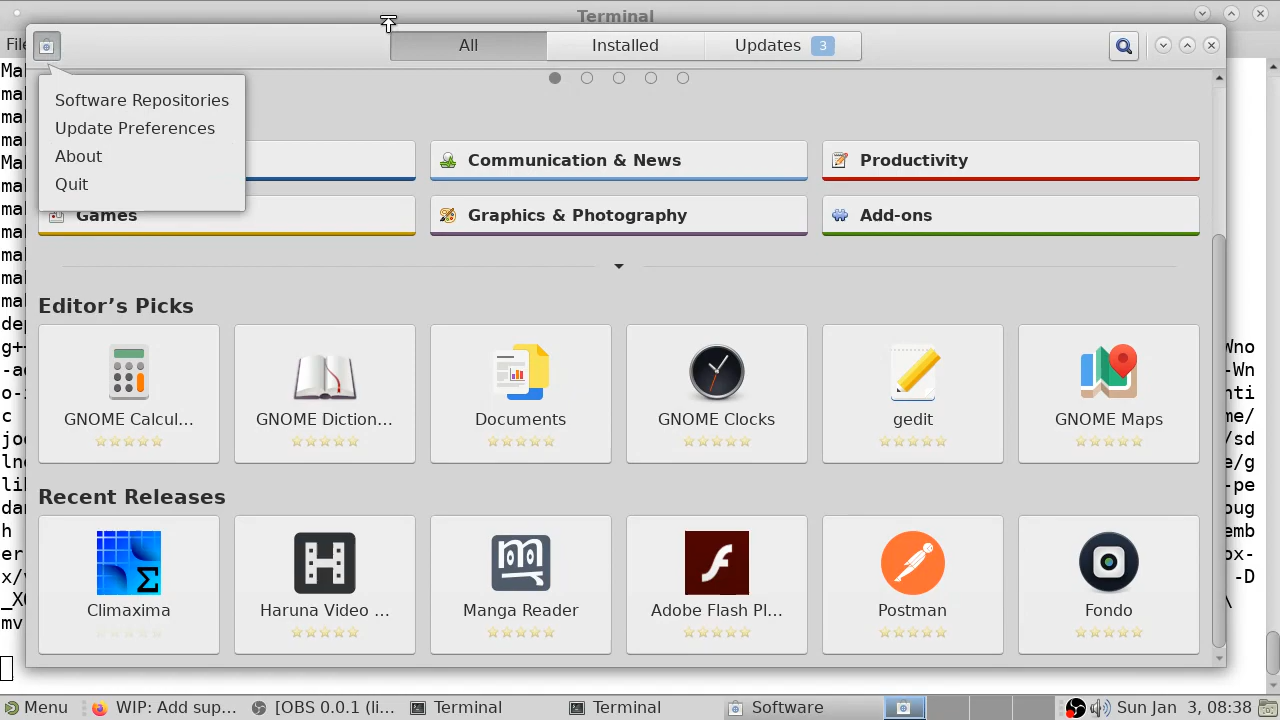 Terminal
File
All
Installed
Updates 3
Software Repositories
Update Preferences
About
Quit
Communication & News
Productivity
Games
Graphics & Photography
Add-ons
Editor’s Picks
GNOME Calcul...
GNOME Diction...
Documents
GNOME Clocks
gedit
GNOME Maps
Recent Releases
Climaxima
Haruna Video ...
Manga Reader
Adobe Flash Pl...
Postman
Fondo
mv
Menu
WIP: Add sup...
[OBS 0.0.1 (li...
Terminal
Terminal
Software
Sun Jan 3, 08:38